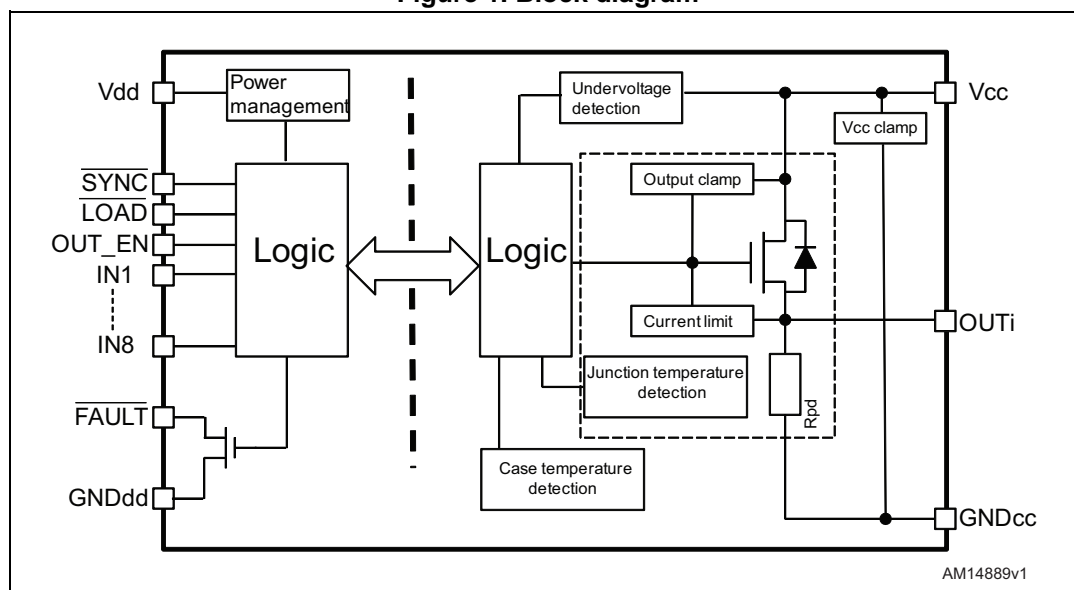 Figure 1. Block diagram
Vdd
Power
management
Undervoltage
detection
Vcc
Vcc clamp
SYNC
LOAD
OUT_EN
IN1
IN8
Logic
Logic
Output clamp
Current limit
OUTi
Junction temperature
detection
Rpd
FAULT
GNDdd
Case temperature
detection
GNDcc
AM14889v1